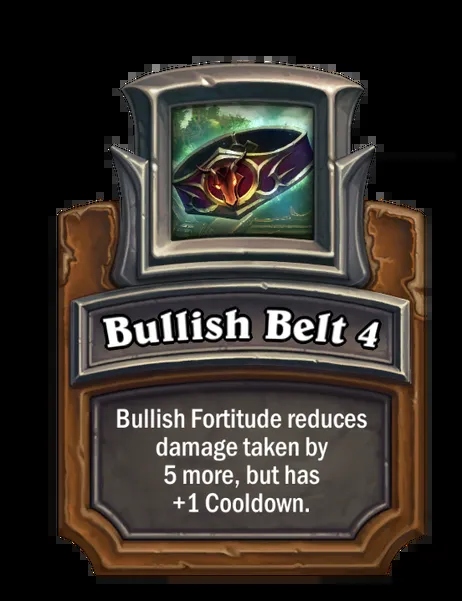 Bullish Belt 4
Bullish Fortitude reduces
damage taken by
5 more, but has
+1 Cooldown.